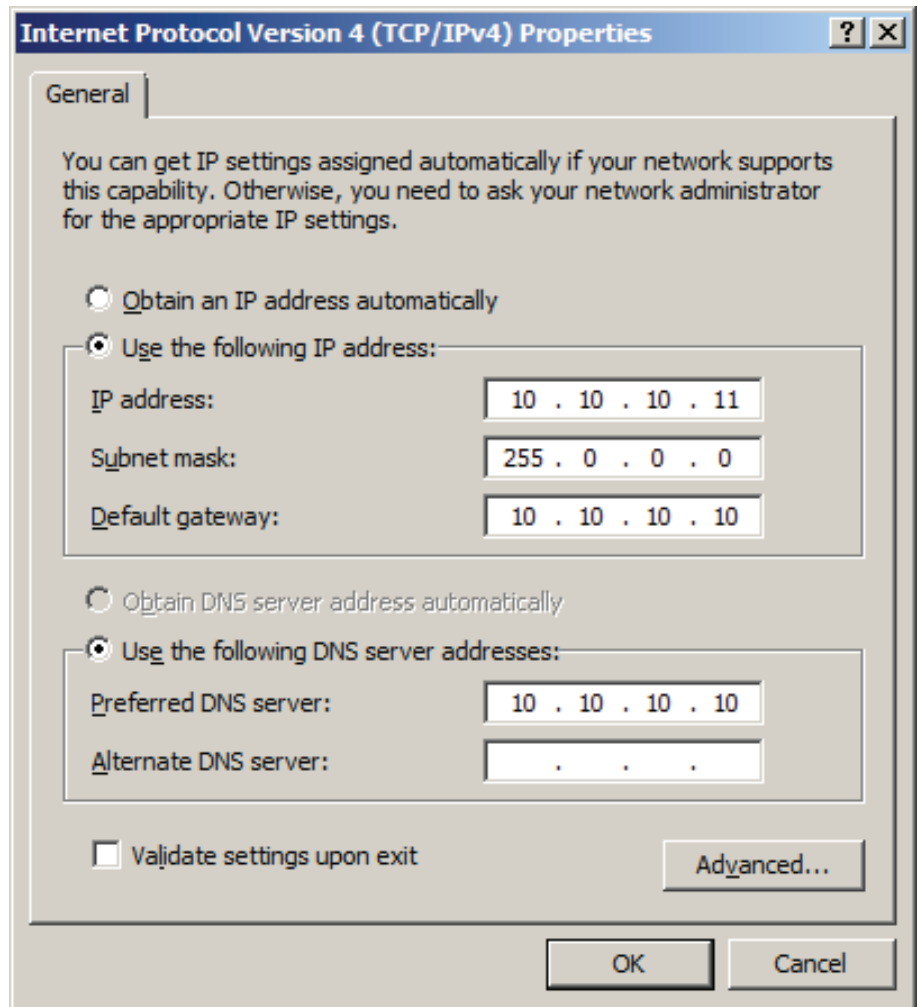 Internet Protocol Version 4 (TCP/IPv4) Properties
General
You can get IP settings assigned automatically if your network supports
this capability. Otherwise, you need to ask your network administrator
for the appropriate IP settings.
Obtain an IP address automatically
Use the following IP address:
IP address: 10 . 10 . 10 . 11
Subnet mask: 255 . 0 . 0 . 0
Default gateway: 10 . 10 . 10 . 10
Obtain DNS server address automatically
Use the following DNS server addresses:
Preferred DNS server: 10 . 10 . 10 . 10
Alternate DNS server: . . .
Validate settings upon exit
Advanced...
OK Cancel